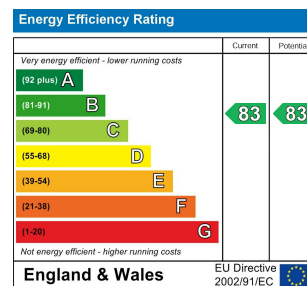 Energy Efficiency Rating
Current Potentia
Very energy efficient - lower running costs
(92 plus) A
(81-91) B
83 83
(69-80) C
(55-68) D
(39-54) E
(21-38) F
(1-20) G
Not energy efficient - higher running costs
England & Wales
EU Directive
2002/91/EC